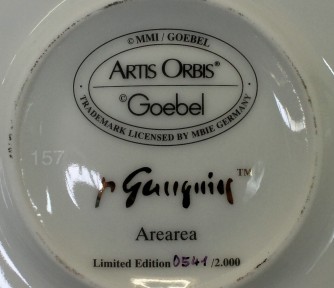 © MMI / GOEBEL
ARTIS ORBIS®
©Goebel
• TRADEMARK LICENSED BY MBIE GERMANY •
157
p Gauguin™
Arearea
Limited Edition 0541 /2.000